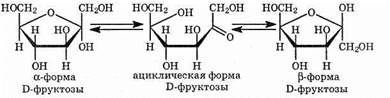 HOCH₂ O CH₂OH
H
H HO
H OH
OH H
α-форма
D-фруктозы
HOCH₂ OH CH₂OH
H
H HO
H O
OH H
ациклическая форма
D-фруктозы
HOCH₂ O OH
H
H HO
H CH₂OH
OH H
β-форма
D-фруктозы